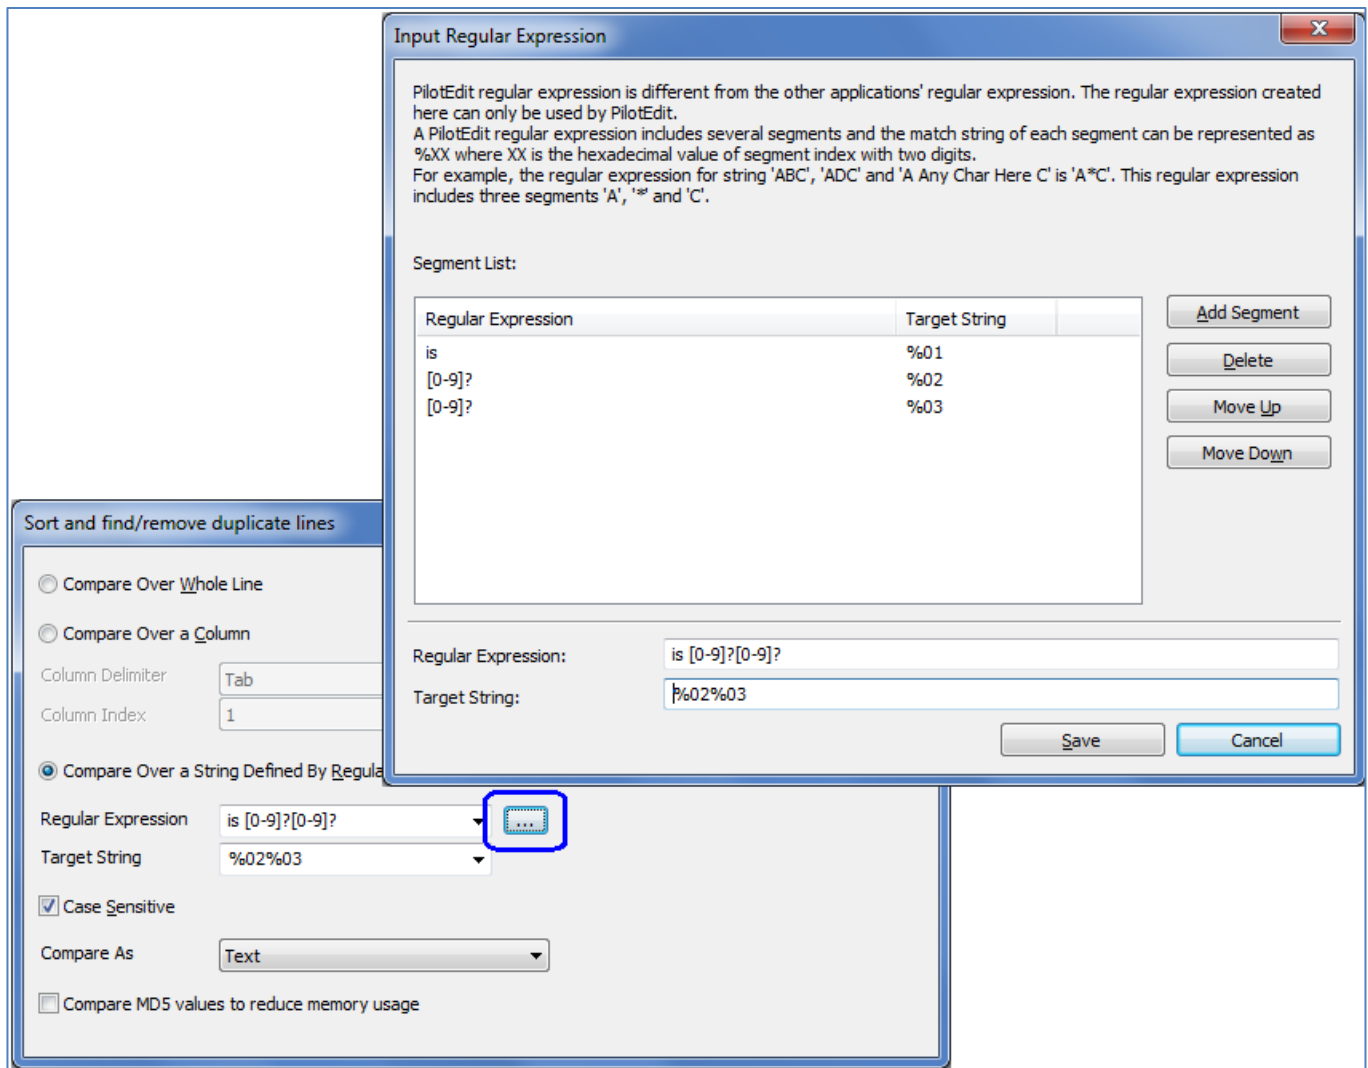 Input Regular Expression
x
PilotEdit regular expression is different from the other applications' regular expression. The regular expression created
here can only be used by PilotEdit.
A PilotEdit regular expression includes several segments and the match string of each segment can be represented as
%XX where XX is the hexadecimal value of segment index with two digits.
For example, the regular expression for string 'ABC', 'ADC' and 'A Any Char Here C' is 'A*C'. This regular expression
includes three segments 'A', '*' and 'C'.
Segment List:
Regular Expression Target String
is %01
[0-9]? %02
[0-9]? %03
Add Segment
Delete
Move Up
Move Down
Regular Expression: is [0-9]?[0-9]?
Target String: %02%03
Save Cancel
Sort and find/remove duplicate lines
Compare Over Whole Line
Compare Over a Column
Column Delimiter Tab
Column Index 1
Compare Over a String Defined By Regula
Regular Expression is [0-9]?[0-9]? ...
Target String %02%03
Case Sensitive
Compare As Text
Compare MD5 values to reduce memory usage